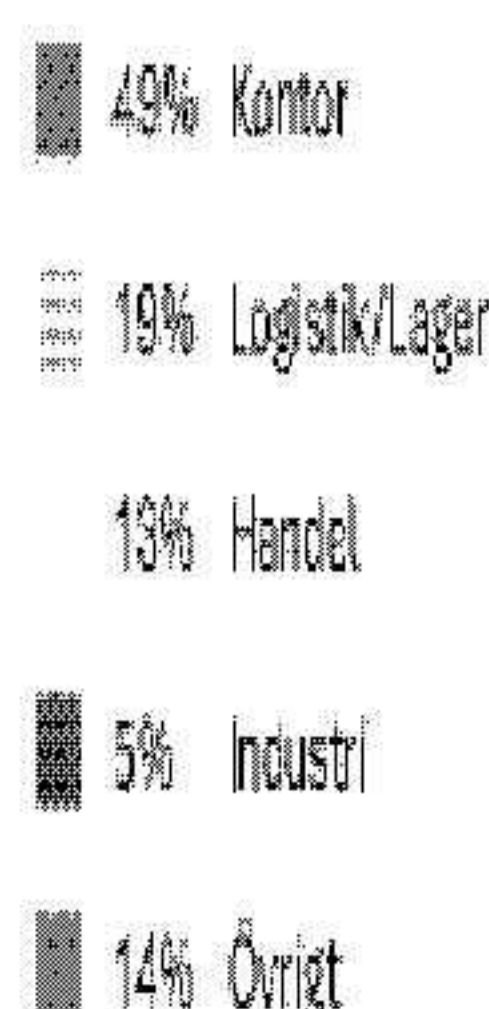 49% Kontor
19% Logistik/Lager
13% Handel
5% Industri
14% Övrigt